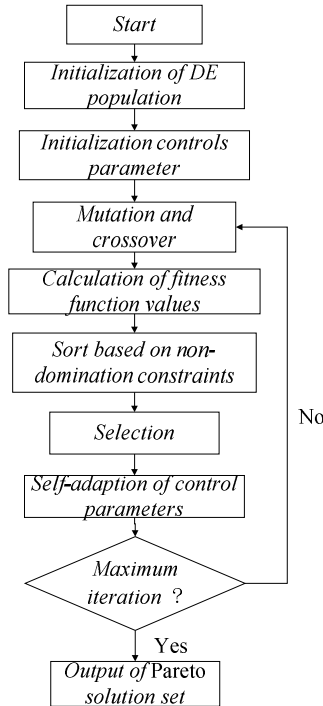 Start
Initialization of DE
population
Initialization controls
parameter
Mutation and
crossover
Calculation of fitness
function values
Sort based on non-
domination constraints
Selection
No
Self-adaption of control
parameters
Maximum
iteration ?
Yes
Output of Pareto
solution set